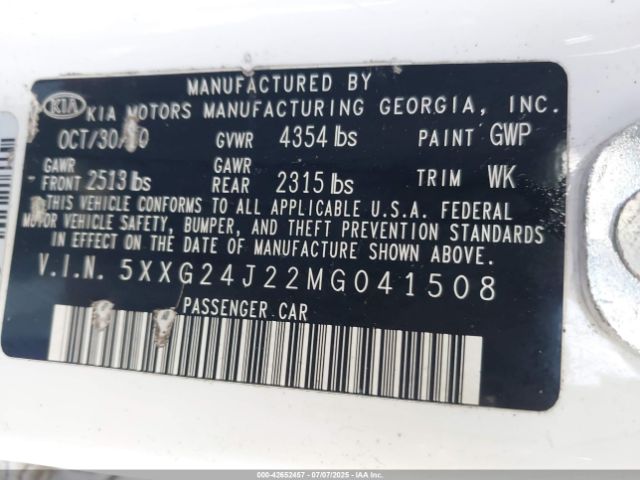 MANUFACTURED BY
KIA KIA MOTORS MANUFACTURING GEORGIA, INC.
GVWR 4354 lbs PAINT GWP
GAWR FRONT 2513 lbs GAWR REAR 2315 lbs TRIM WK
THIS VEHICLE CONFORMS TO ALL APPLICABLE U.S.A. FEDERAL
MOTOR VEHICLE SAFETY, BUMPER, AND THEFT PREVENTION STANDARDS
IN EFFECT ON THE DATE OF MANUFACTURE SHOWN ABOVE.
V.I.N. 5XXG24J22MG041508
PASSENGER CAR
000-42652457 | 07/07/2025 | COPART